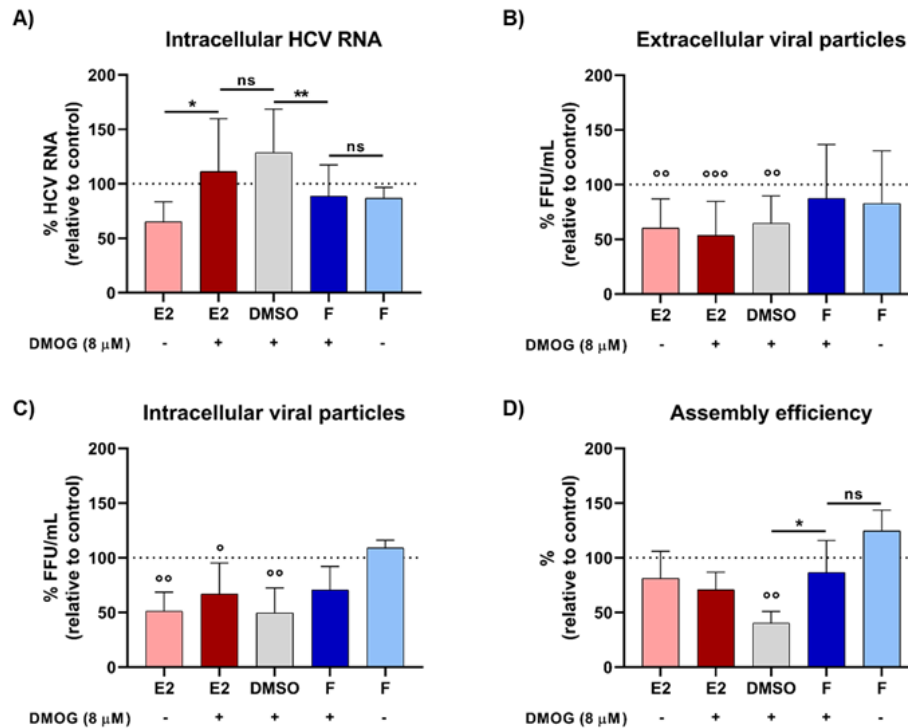 A)
Intracellular HCV RNA
% HCV RNA
(relative to control)
200
150
100
50
0
* ns ** ns
E2 E2 DMSO F F
DMOG (8 μM) - + + + -
B)
Extracellular viral particles
% FFU/mL
(relative to control)
200
150
100
50
0
°° °°° °°
E2 E2 DMSO F F
DMOG (8 μM) - + + + -
C)
Intracellular viral particles
% FFU/mL
(relative to control)
200
150
100
50
0
°° ° °°
E2 E2 DMSO F F
DMOG (8 μM) - + + + -
D)
Assembly efficiency
%
(relative to control)
200
150
100
50
0
°° * ns
E2 E2 DMSO F F
DMOG (8 μM) - + + + -